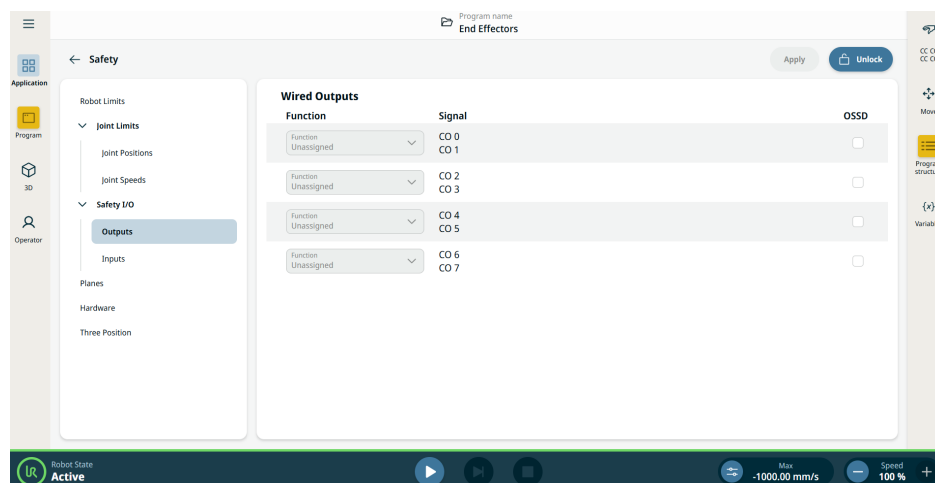 Program name
End Effectors
Safety
Apply
Unlock
Application
Program
3D
Operator
Robot Limits
Joint Limits
Joint Positions
Joint Speeds
Safety I/O
Outputs
Inputs
Planes
Hardware
Three Position
Wired Outputs
Function Signal OSSD
Function
Unassigned
CO 0
CO 1
Function
Unassigned
CO 2
CO 3
Function
Unassigned
CO 4
CO 5
Function
Unassigned
CO 6
CO 7
Move
{x}
Robot State
Active
Max
-1000.00 mm/s
Speed
100 %